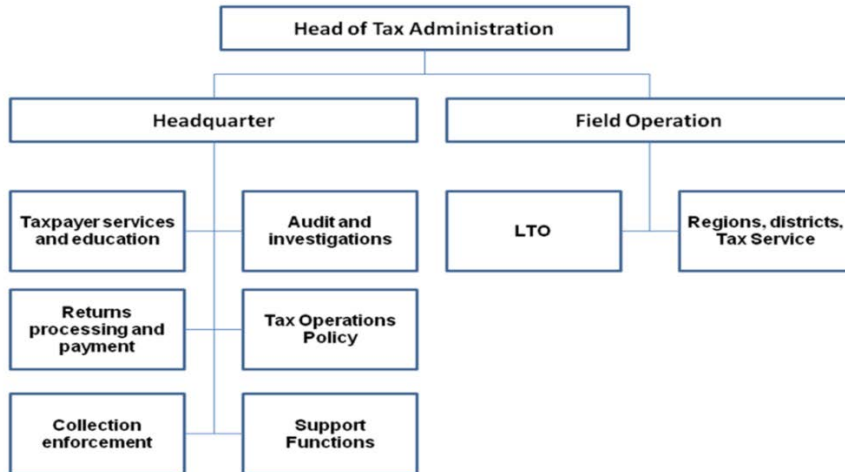 Head of Tax Administration
Headquarter
Field Operation
Taxpayer services
and education
Audit and
investigations
LTO
Regions, districts,
Tax Service
Returns
processing and
payment
Tax Operations
Policy
Collection
enforcement
Support
Functions